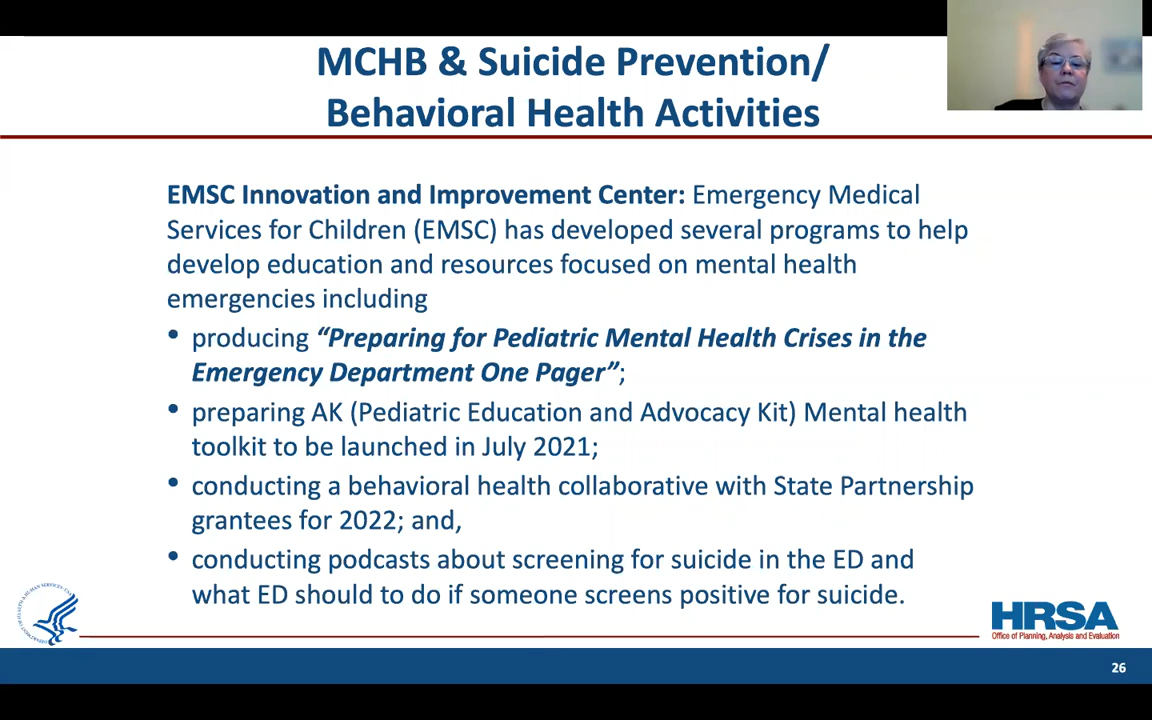 MCHB & Suicide Prevention/
Behavioral Health Activities
EMSC Innovation and Improvement Center: Emergency Medical
Services for Children (EMSC) has developed several programs to help
develop education and resources focused on mental health
emergencies including
• producing “Preparing for Pediatric Mental Health Crises in the
Emergency Department One Pager”;
• preparing AK (Pediatric Education and Advocacy Kit) Mental health
toolkit to be launched in July 2021;
• conducting a behavioral health collaborative with State Partnership
grantees for 2022; and,
• conducting podcasts about screening for suicide in the ED and
what ED should to do if someone screens positive for suicide.
HRSA
Office of Planning, Analysis and Evaluation
26